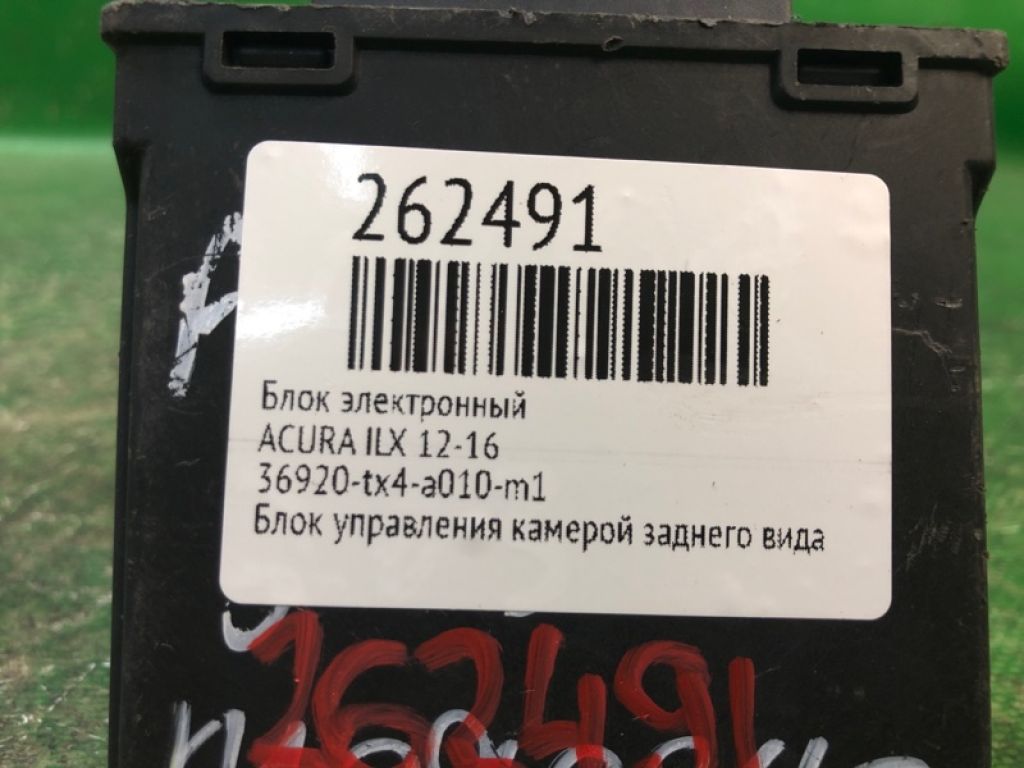 262491
Блок электронный
ACURA ILX 12-16
36920-tx4-a010-m1
Блок управления камерой заднего вида
262491